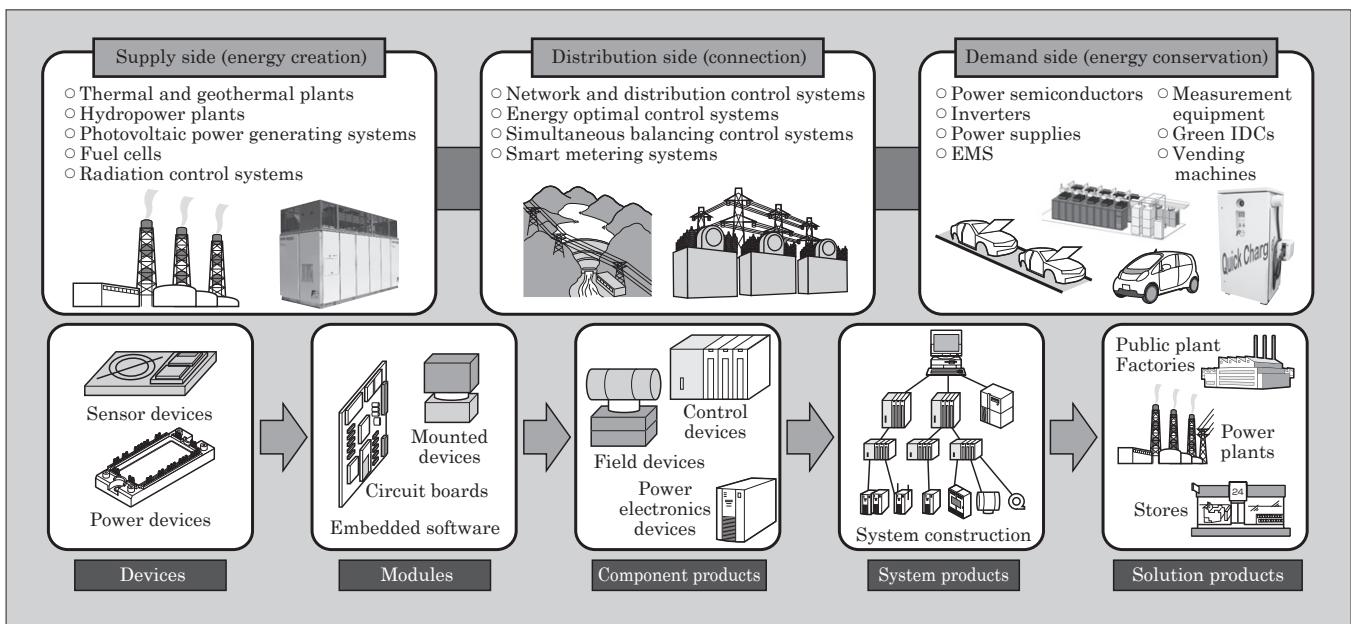 Supply side (energy creation)
○ Thermal and geothermal plants
○ Hydropower plants
○ Photovoltaic power generating systems
○ Fuel cells
○ Radiation control systems
Distribution side (connection)
○ Network and distribution control systems
○ Energy optimal control systems
○ Simultaneous balancing control systems
○ Smart metering systems
Demand side (energy conservation)
○ Power semiconductors
○ Inverters
○ Power supplies
○ EMS
○ Measurement
equipment
○ Green IDCs
○ Vending
machines
Quick Charg
Sensor devices
Power devices
Devices
Mounted
devices
Circuit boards
Embedded software
Modules
Control
devices
Field devices
Power
electronics
devices
Component products
System construction
System products
Public plant
Factories
Power
plants
24
Stores
Solution products